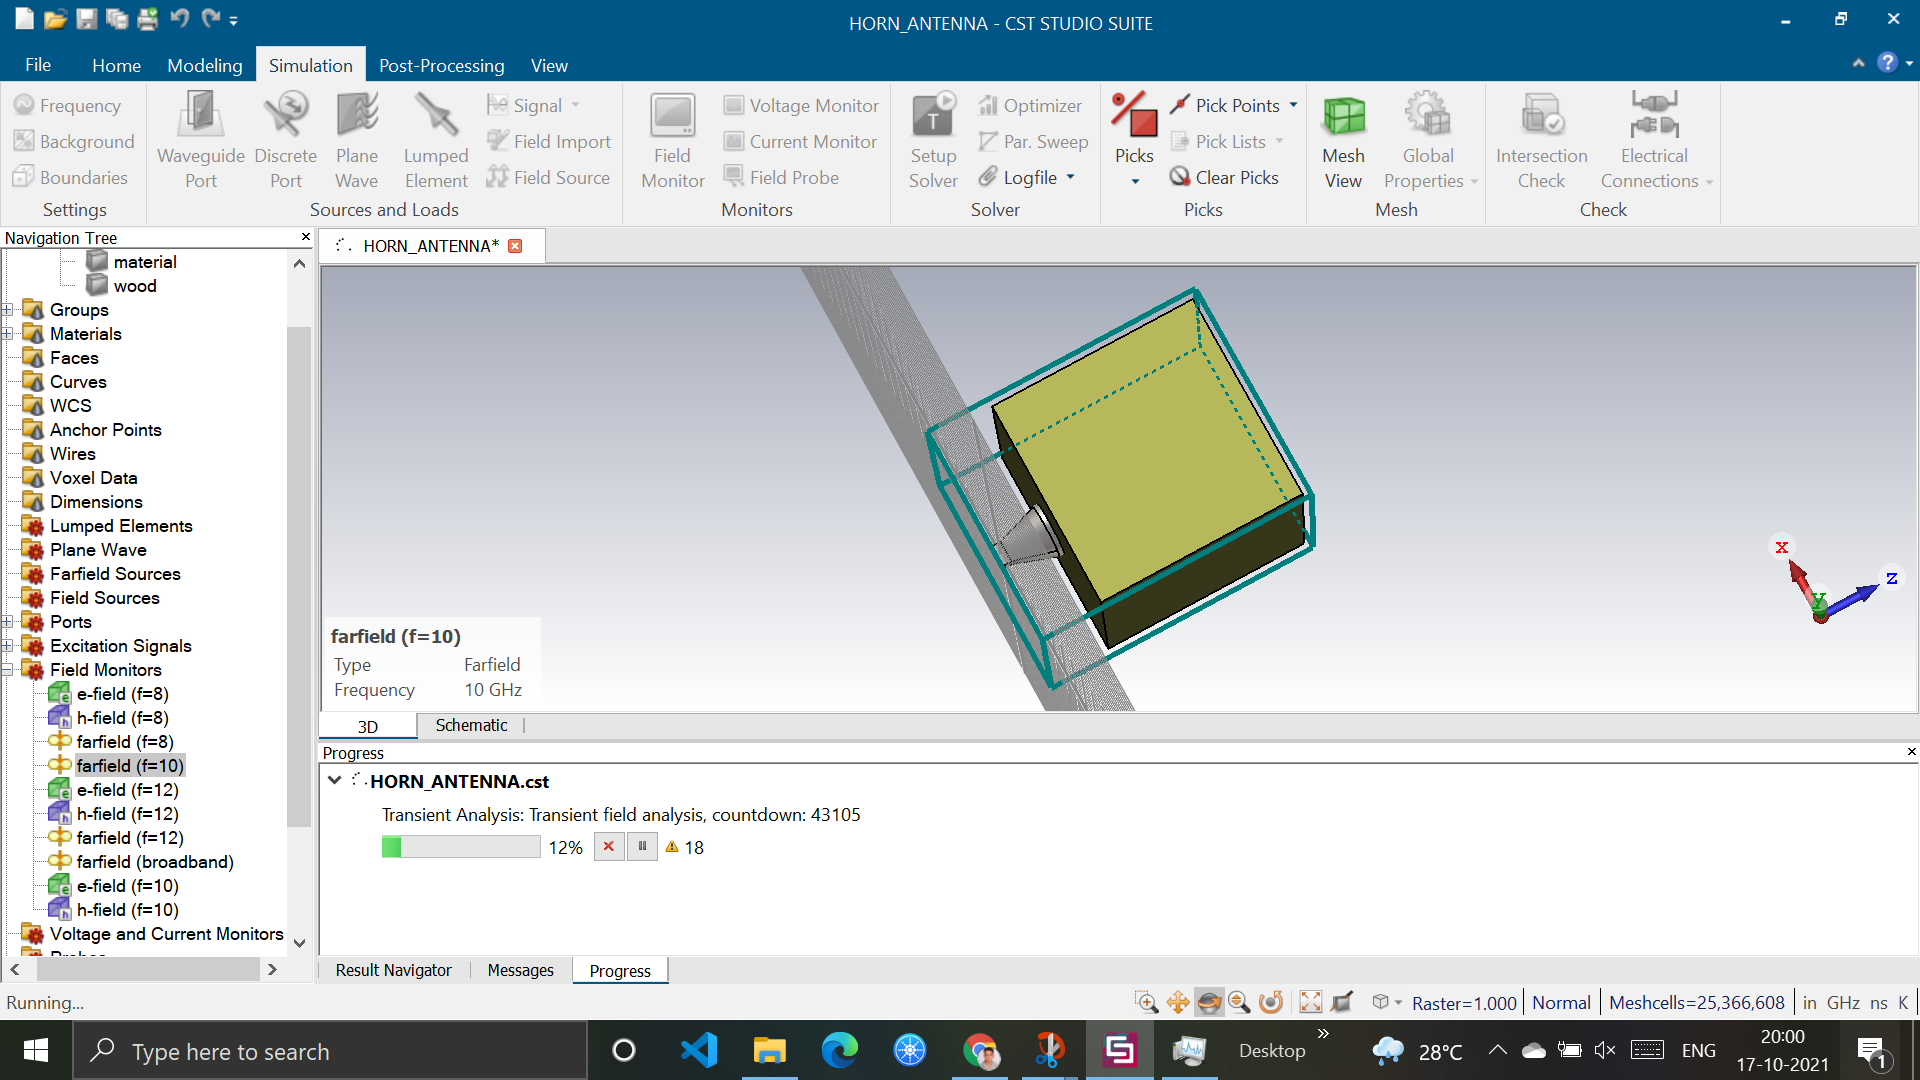 HORN_ANTENNA - CST STUDIO SUITE
File Home Modeling Simulation Post-Processing View
Frequency
Background
Boundaries
Settings
Waveguide Port
Discrete Port
Plane Wave
Lumped Element
Signal
Field Import
Field Source
Sources and Loads
Field Monitor
Voltage Monitor
Current Monitor
Field Probe
Monitors
Setup Solver
Optimizer
Par. Sweep
Logfile
Solver
Picks
Pick Points
Pick Lists
Clear Picks
Picks
Mesh View
Global Properties
Mesh
Intersection Check
Electrical Connections
Check
Navigation Tree
material
wood
Groups
Materials
Faces
Curves
WCS
Anchor Points
Wires
Voxel Data
Dimensions
Lumped Elements
Plane Wave
Farfield Sources
Field Sources
Ports
Excitation Signals
Field Monitors
e-field (f=8)
h-field (f=8)
farfield (f=8)
farfield (f=10)
e-field (f=12)
h-field (f=12)
farfield (f=12)
farfield (broadband)
e-field (f=10)
h-field (f=10)
Voltage and Current Monitors
HORN_ANTENNA*
x
y
z
farfield (f=10)
Type Farfield
Frequency 10 GHz
3D Schematic
Progress
HORN_ANTENNA.cst
Transient Analysis: Transient field analysis, countdown: 43105
12% 18
Result Navigator Messages Progress
Running...
Raster=1.000 Normal Meshcells=25,366,608 in GHz ns K
Type here to search
Desktop
28°C
ENG
20:00
17-10-2021
1